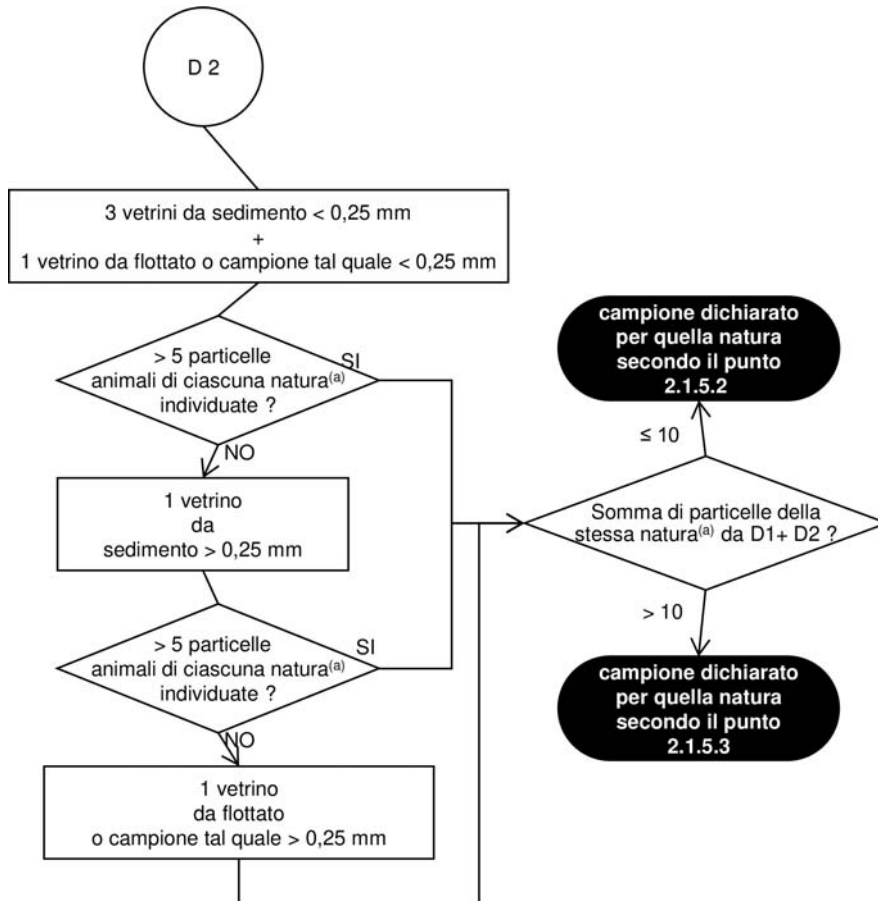 D 2
3 vetrini da sedimento < 0,25 mm
+
1 vetrino da flottato o campione tal quale < 0,25 mm
> 5 particelle
animali di ciascuna natura(a)
individuate ?
SI
NO
1 vetrino
da
sedimento > 0,25 mm
> 5 particelle
animali di ciascuna natura(a)
individuate ?
SI
NO
1 vetrino
da flottato
o campione tal quale > 0,25 mm
campione dichiarato
per quella natura
secondo il punto
2.1.5.2
≤ 10
Somma di particelle della
stessa natura(a) da D1+ D2 ?
> 10
campione dichiarato
per quella natura
secondo il punto
2.1.5.3